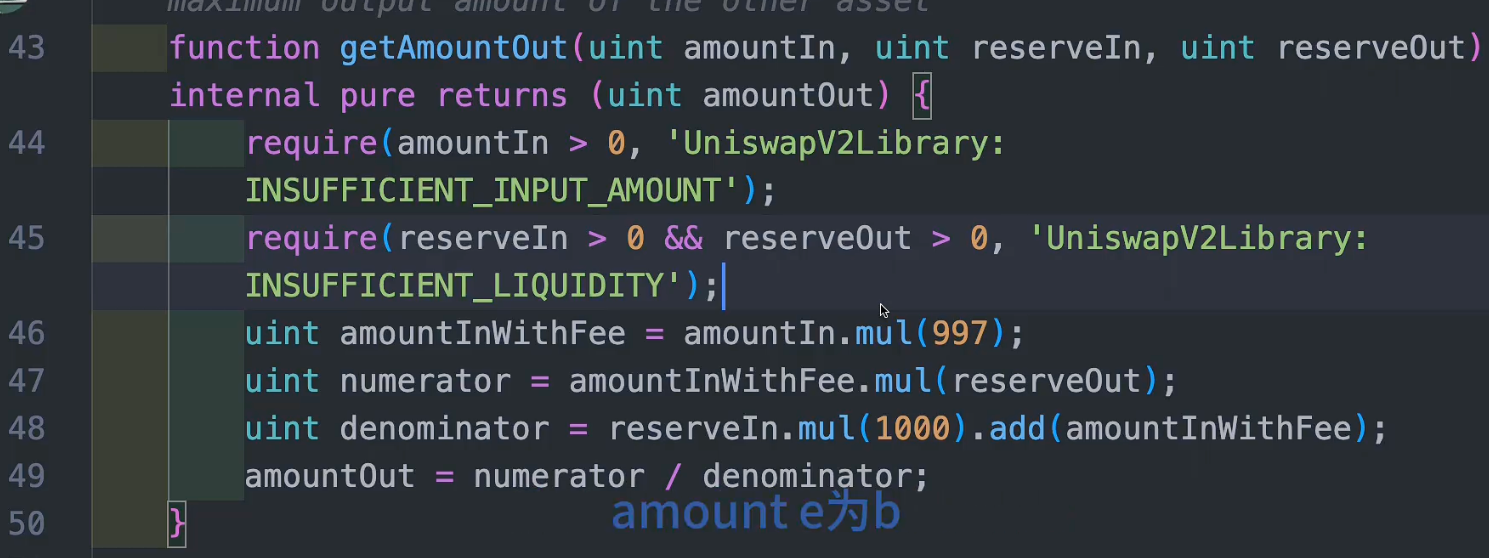 maximum output amount of the other asset
43 function getAmountOut(uint amountIn, uint reserveIn, uint reserveOut)
internal pure returns (uint amountOut) {
44 require(amountIn > 0, 'UniswapV2Library:
INSUFFICIENT_INPUT_AMOUNT');
45 require(reserveIn > 0 && reserveOut > 0, 'UniswapV2Library:
INSUFFICIENT_LIQUIDITY');
46 uint amountInWithFee = amountIn.mul(997);
47 uint numerator = amountInWithFee.mul(reserveOut);
48 uint denominator = reserveIn.mul(1000).add(amountInWithFee);
49 amountOut = numerator / denominator;
amount e为b
50 }